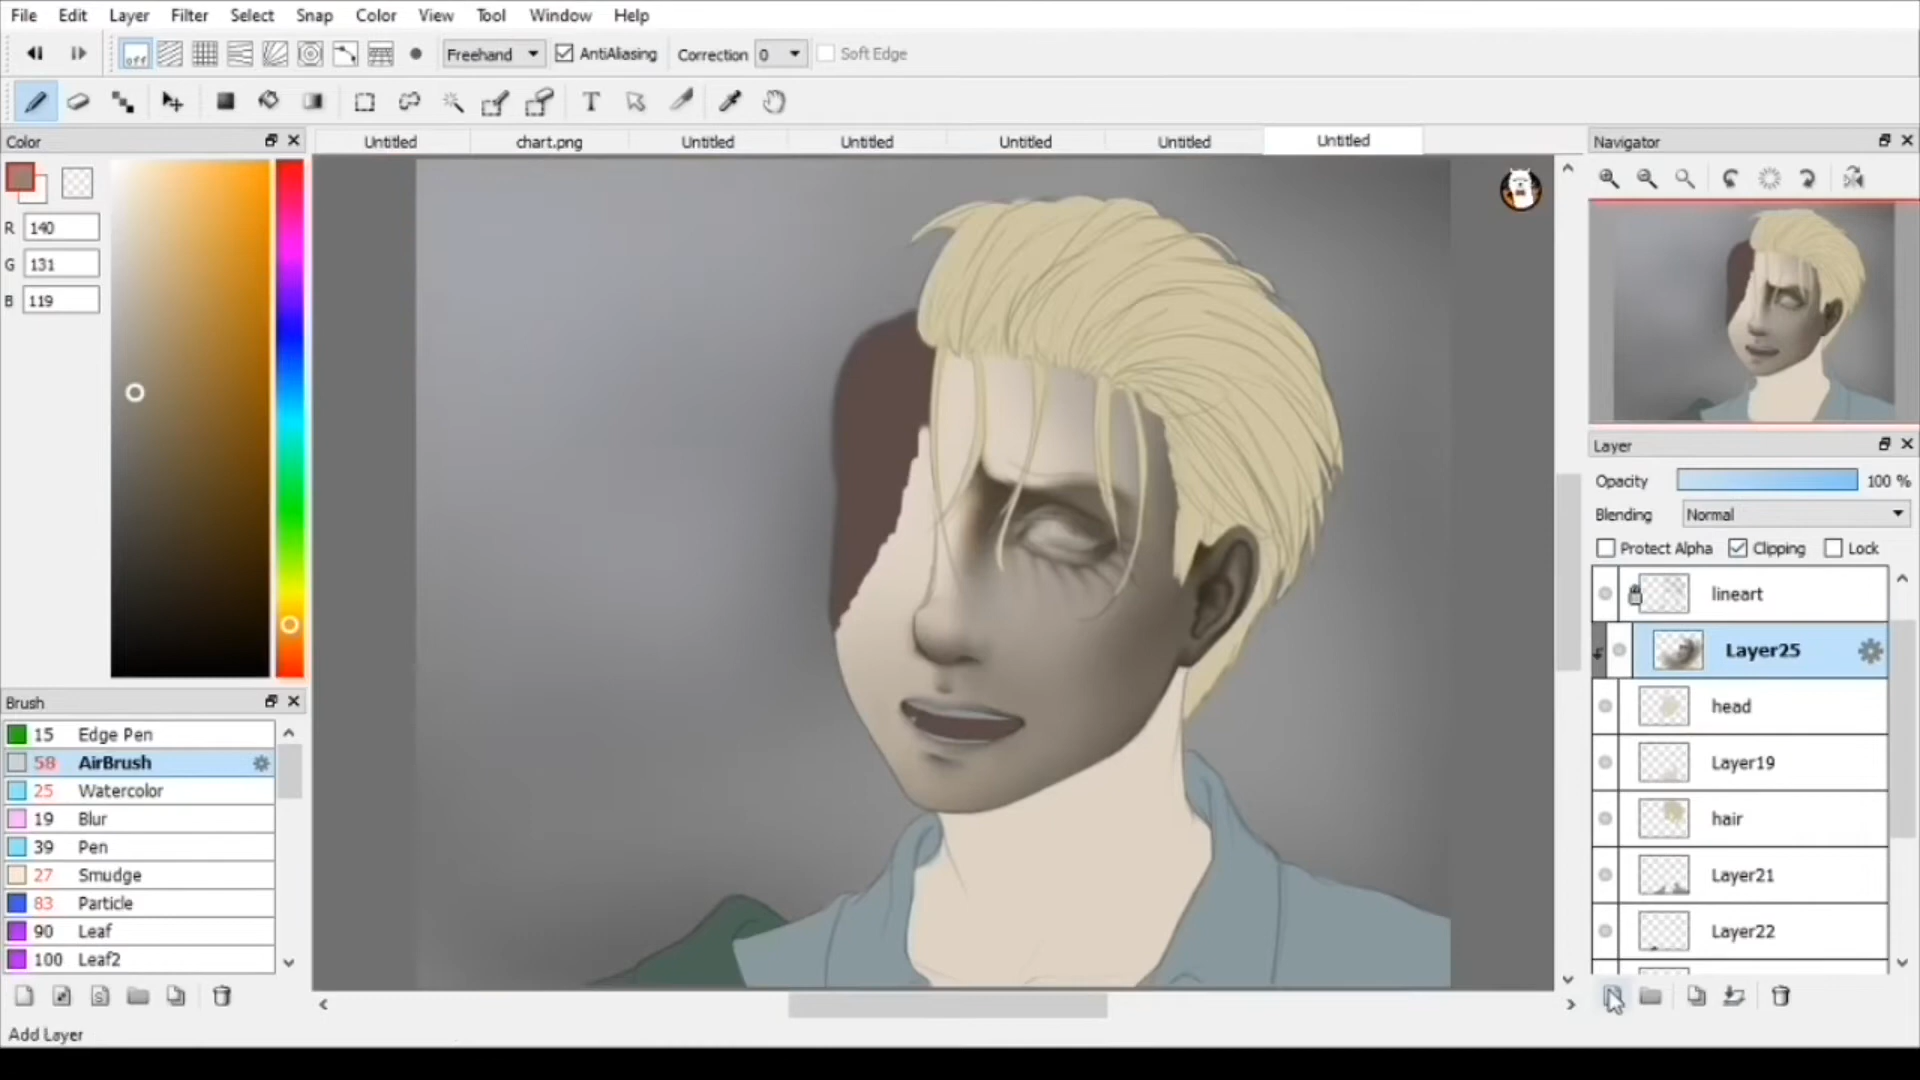 File Edit Layer Filter Select Snap Color View Tool Window Help
off Freehand AntiAliasing Correction 0 Soft Edge
T
Color
Untitled chart.png Untitled Untitled Untitled Untitled Untitled
Navigator
R 140
G 131
B 119
Layer
Opacity 100 %
Blending Normal
Protect Alpha Clipping Lock
lineart
Layer25
head
Layer19
hair
Layer21
Layer22
Brush
15 Edge Pen
58 AirBrush
25 Watercolor
19 Blur
39 Pen
27 Smudge
83 Particle
90 Leaf
100 Leaf2
S
Add Layer